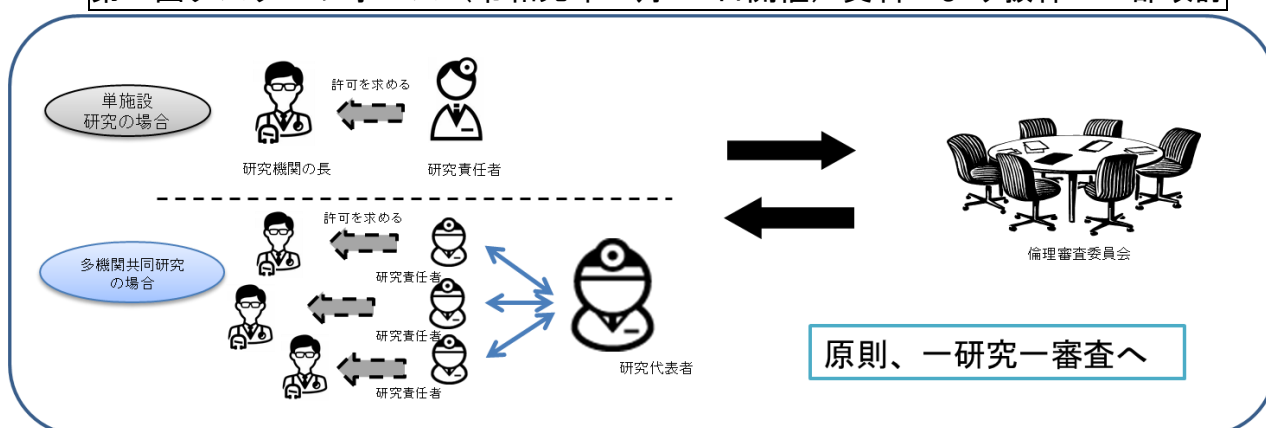 単施設
研究の場合
許可を求める
研究機関の長
研究責任者
多機関共同研究
の場合
許可を求める
研究責任者
研究責任者
研究責任者
研究代表者
倫理審査委員会
原則、一研究一審査へ